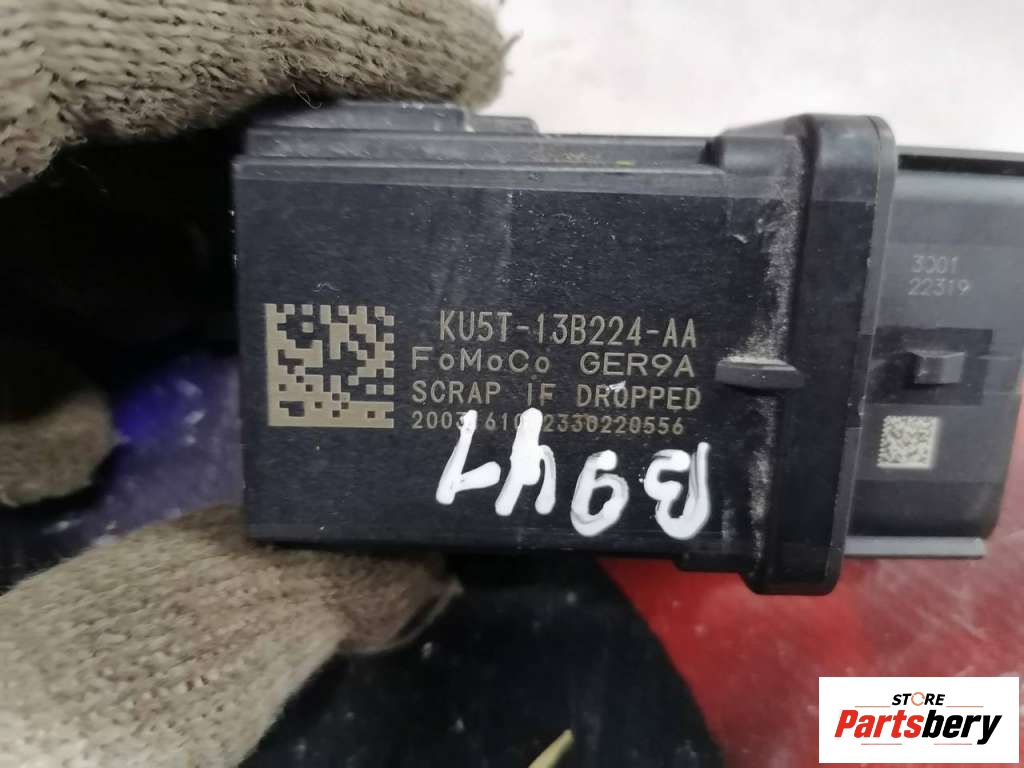 KU5T-13B224-AA
FoMoCo GER9A
SCRAP IF DROPPED
3001
22319
STORE
Partsbery